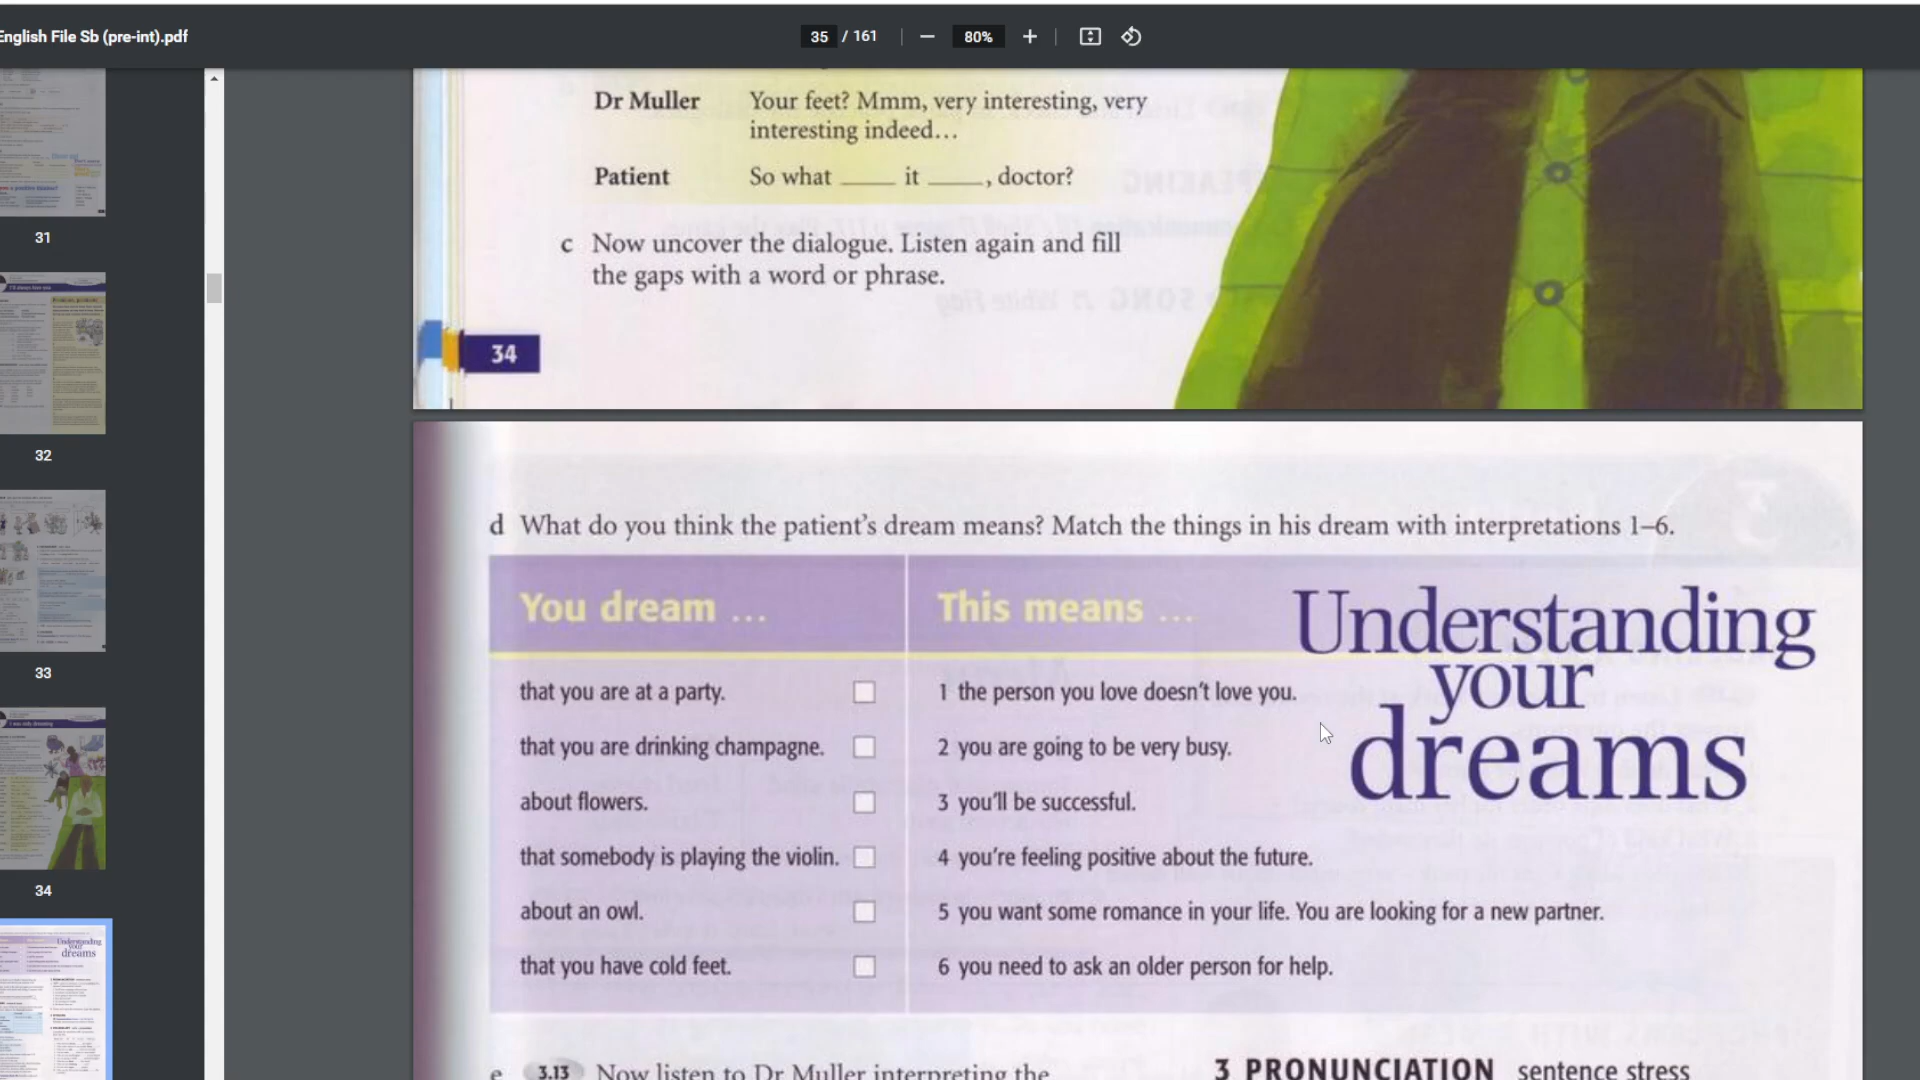 English File Sb (pre-int).pdf
35 / 161
80%
31
32
33
34
Dr Muller Your feet? Mmm, very interesting, very
interesting indeed…
Patient So what ____ it ____, doctor?
c Now uncover the dialogue. Listen again and fill
the gaps with a word or phrase.
34
d What do you think the patient's dream means? Match the things in his dream with interpretations 1–6.
You dream …
This means …
Understanding
your
dreams
that you are at a party.
1 the person you love doesn't love you.
that you are drinking champagne.
2 you are going to be very busy.
about flowers.
3 you'll be successful.
that somebody is playing the violin.
4 you're feeling positive about the future.
about an owl.
5 you want some romance in your life. You are looking for a new partner.
that you have cold feet.
6 you need to ask an older person for help.
e 3.13 Now listen to Dr Muller interpreting the
3 PRONUNCIATION sentence stress